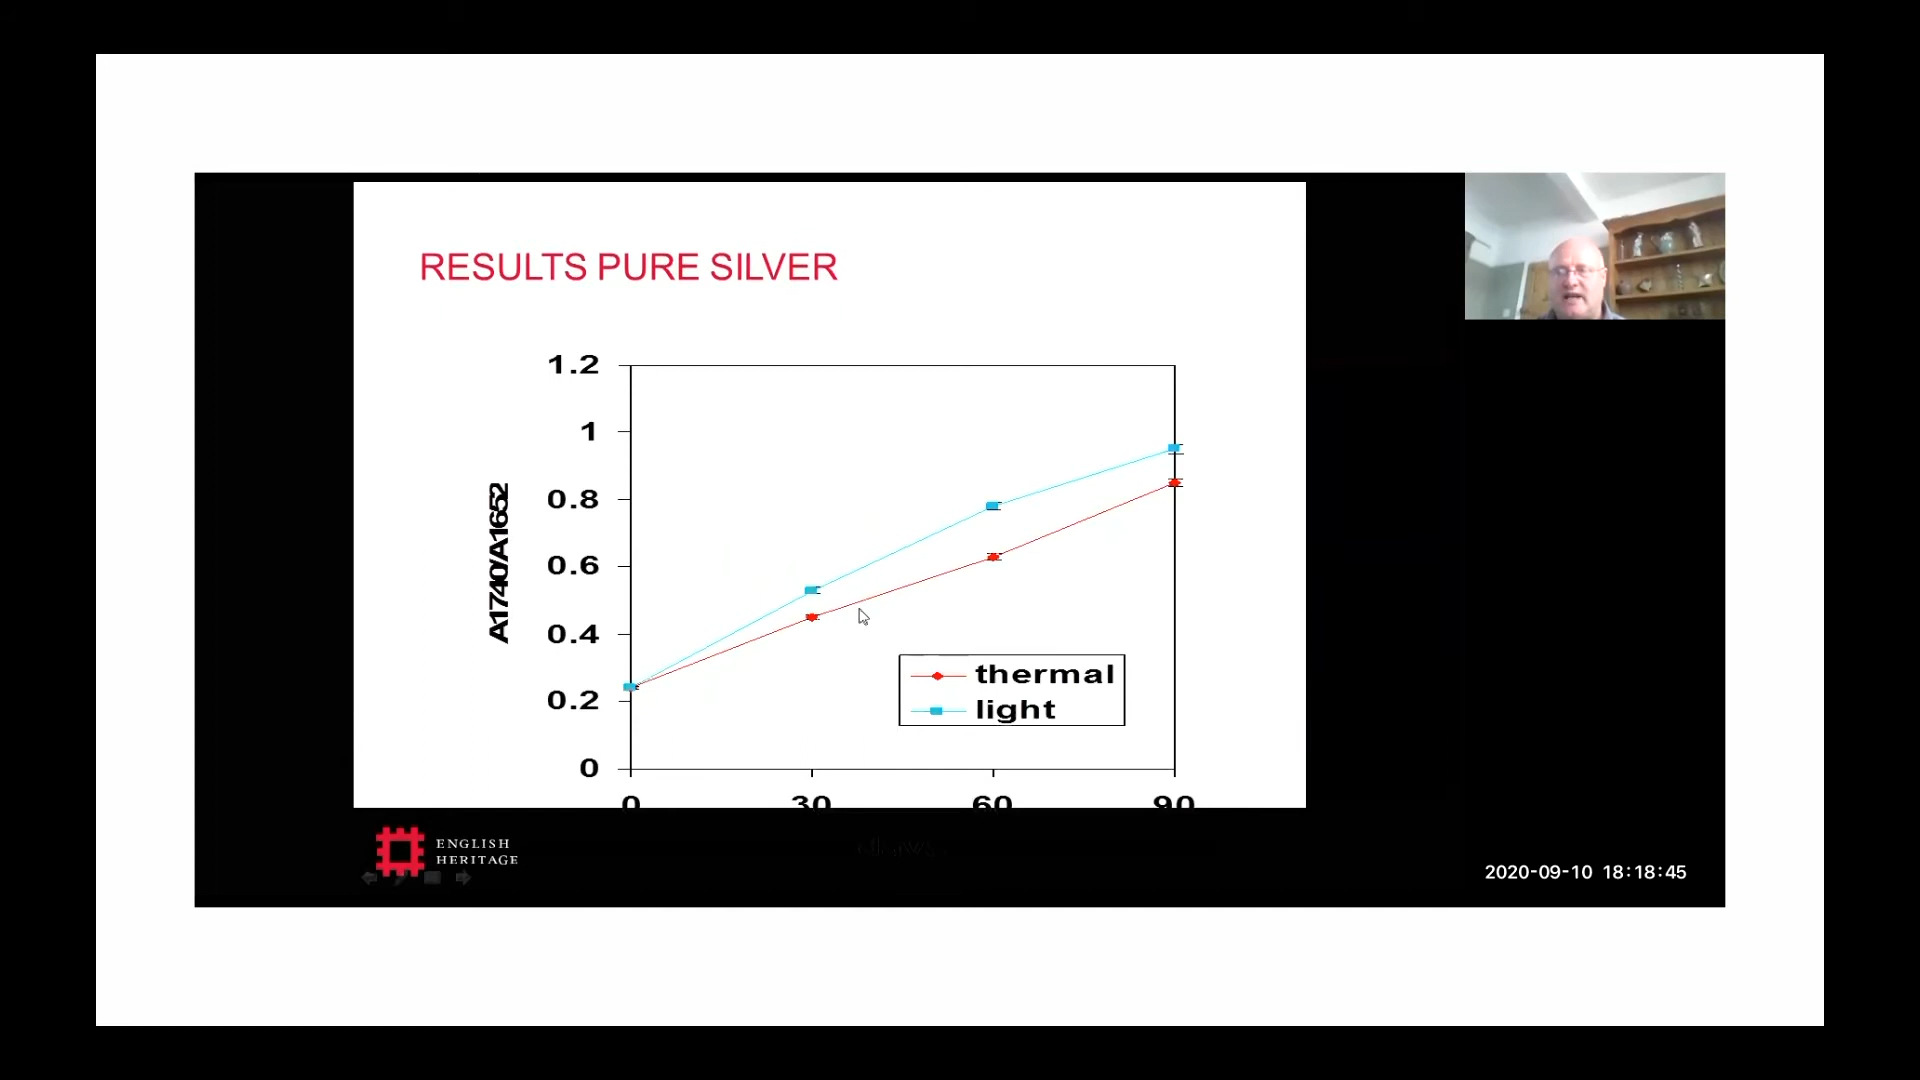 RESULTS PURE SILVER
1.2
1
0.8
0.6
0.4
0.2
0
A1740/A1652
thermal
light
0 30 60 90
ENGLISH
HERITAGE
2020-09-10 18:18:45